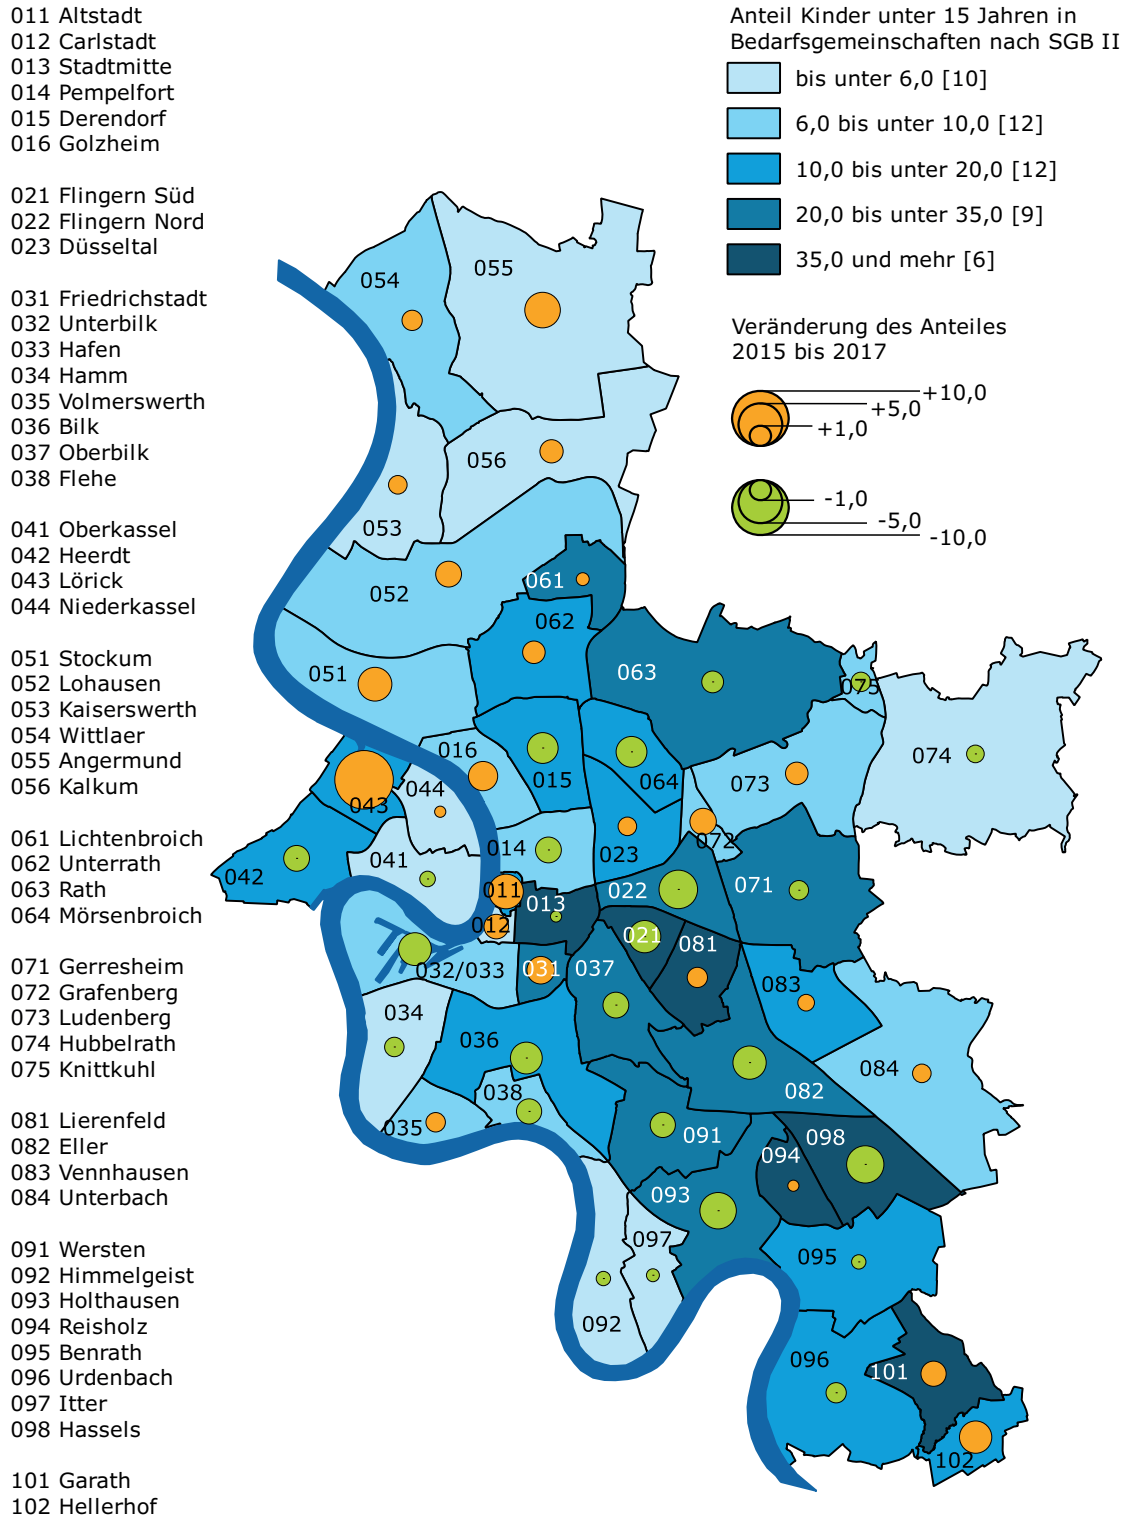 011 Altstadt
012 Carlstadt
013 Stadtmitte
014 Pempelfort
015 Derendorf
016 Golzheim
021 Flingern Süd
022 Flingern Nord
023 Düsseltal
031 Friedrichstadt
032 Unterbilk
033 Hafen
034 Hamm
035 Volmerswerth
036 Bilk
037 Oberbilk
038 Flehe
041 Oberkassel
042 Heerdt
043 Lörick
044 Niederkassel
051 Stockum
052 Lohausen
053 Kaiserswerth
054 Wittlaer
055 Angermund
056 Kalkum
061 Lichtenbroich
062 Unterrath
063 Rath
064 Mörsenbroich
071 Gerresheim
072 Grafenberg
073 Ludenberg
074 Hubbelrath
075 Knittkuhl
081 Lierenfeld
082 Eller
083 Vennhausen
084 Unterbach
091 Wersten
092 Himmelgeist
093 Holthausen
094 Reisholz
095 Benrath
096 Urdenbach
097 Itter
098 Hassels
101 Garath
102 Hellerhof
Anteil Kinder unter 15 Jahren in
Bedarfsgemeinschaften nach SGB II
bis unter 6,0 [10]
6,0 bis unter 10,0 [12]
10,0 bis unter 20,0 [12]
20,0 bis unter 35,0 [9]
35,0 und mehr [6]
Veränderung des Anteiles
2015 bis 2017
+10,0
+5,0
+1,0
-1,0
-5,0
-10,0
055
054
056
053
061
052
062
063
051
075
016
074
015
064
073
044
043
072
014
023
041
042
071
011
022
013
012
021
081
032/033
031
037
083
034
036
084
038
082
035
091
098
094
093
097
095
092
096
101
102